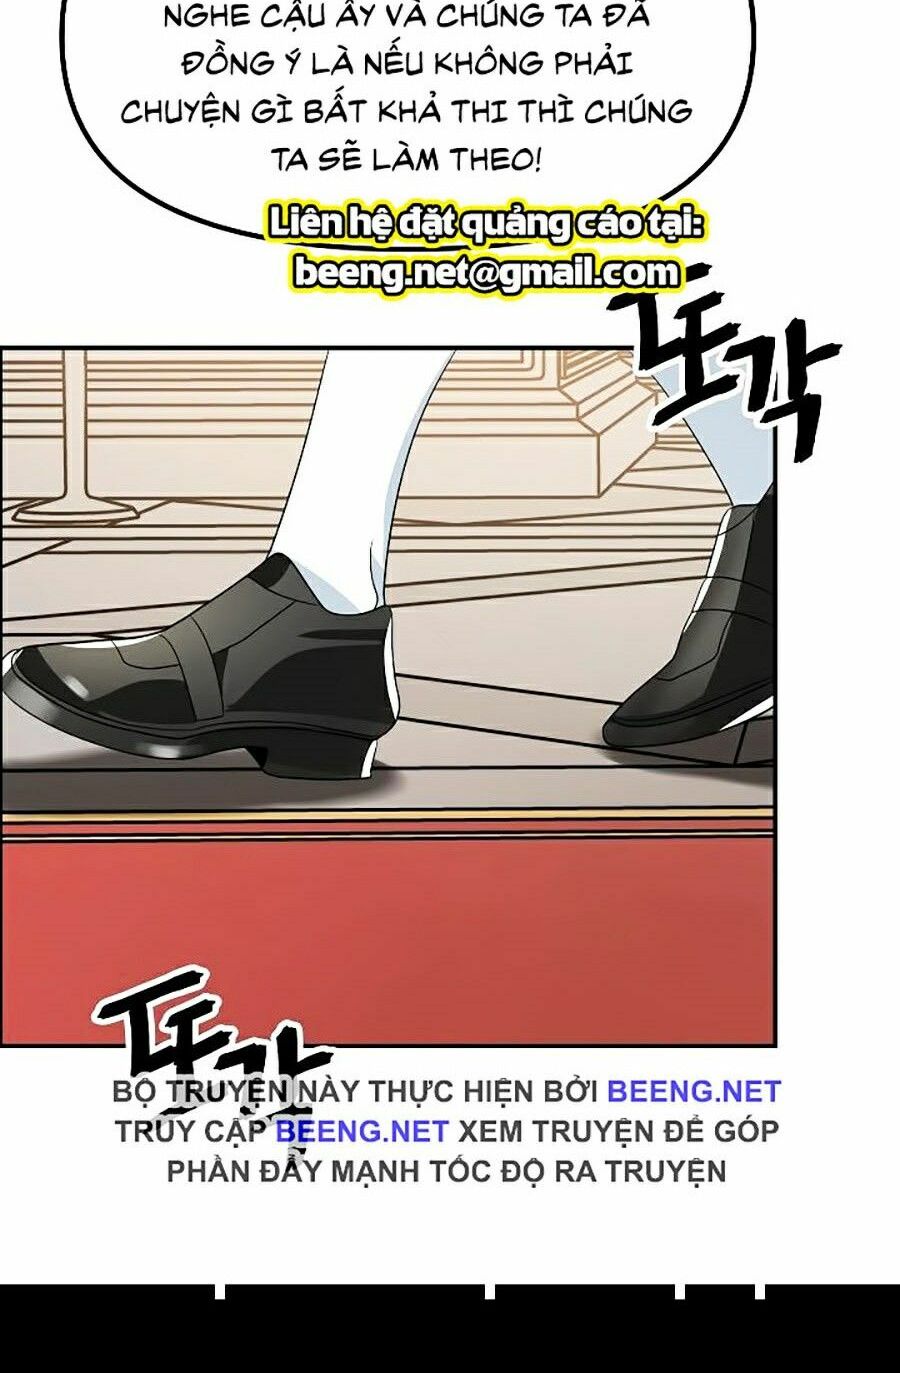 NGHE CẬU ẤY VÀ CHÚNG TA ĐÃ
ĐỒNG Ý LÀ NẾU KHÔNG PHẢI
CHUYỆN GÌ BẤT KHẢ THI THÌ CHÚNG
TA SẼ LÀM THEO!
Liên hệ đặt quảng cáo tại:
beeng.net@gmail.com
또각
또각
BỘ TRUYỆN NÀY THỰC HIỆN BỞI BEENG.NET
TRUY CẬP BEENG.NET XEM TRUYỆN ĐỂ GÓP
PHẦN ĐẨY MẠNH TỐC ĐỘ RA TRUYỆN